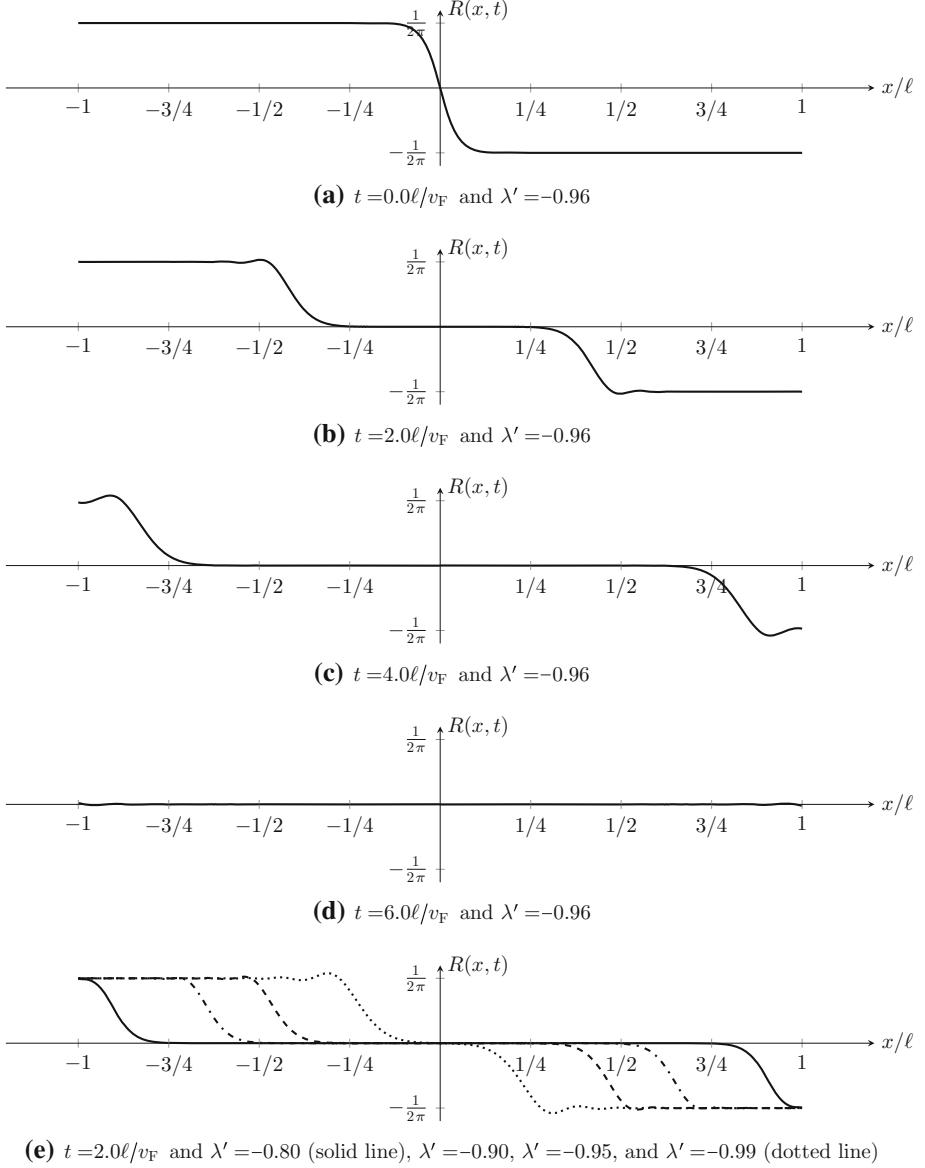 R(x, t)
1/2π
x/ℓ
−1 −3/4 −1/2 −1/4 1/4 1/2 3/4 1
−1/2π
(a) t =0.0ℓ/v_F and λ′ =−0.96
R(x, t)
1/2π
x/ℓ
−1 −3/4 −1/2 −1/4 1/4 1/2 3/4 1
−1/2π
(b) t =2.0ℓ/v_F and λ′ =−0.96
R(x, t)
1/2π
x/ℓ
−1 −3/4 −1/2 −1/4 1/4 1/2 3/4 1
−1/2π
(c) t =4.0ℓ/v_F and λ′ =−0.96
R(x, t)
1/2π
x/ℓ
−1 −3/4 −1/2 −1/4 1/4 1/2 3/4 1
−1/2π
(d) t =6.0ℓ/v_F and λ′ =−0.96
R(x, t)
1/2π
x/ℓ
−1 −3/4 −1/2 −1/4 1/4 1/2 3/4 1
−1/2π
(e) t =2.0ℓ/v_F and λ′ =−0.80 (solid line), λ′ =−0.90, λ′ =−0.95, and λ′ =−0.99 (dotted line)